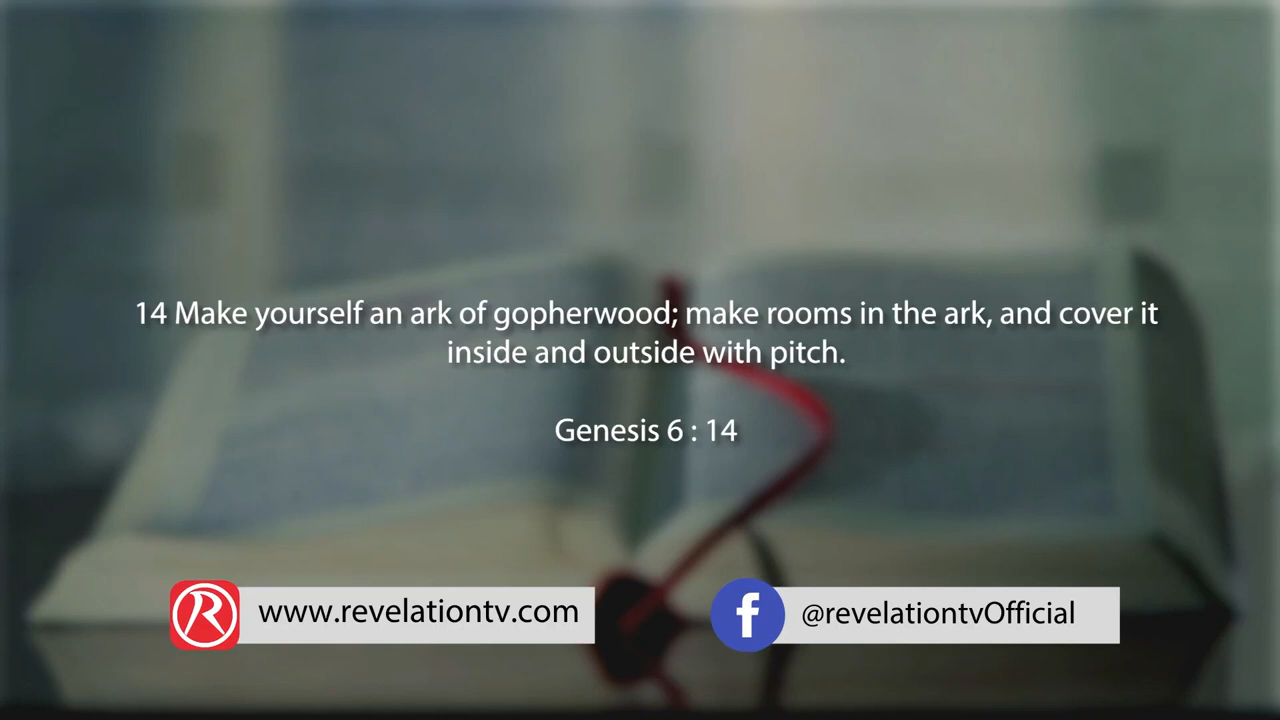 14 Make yourself an ark of gopherwood; make rooms in the ark, and cover it
inside and outside with pitch.
Genesis 6 : 14
www.revelationtv.com
@revelationtvOfficial